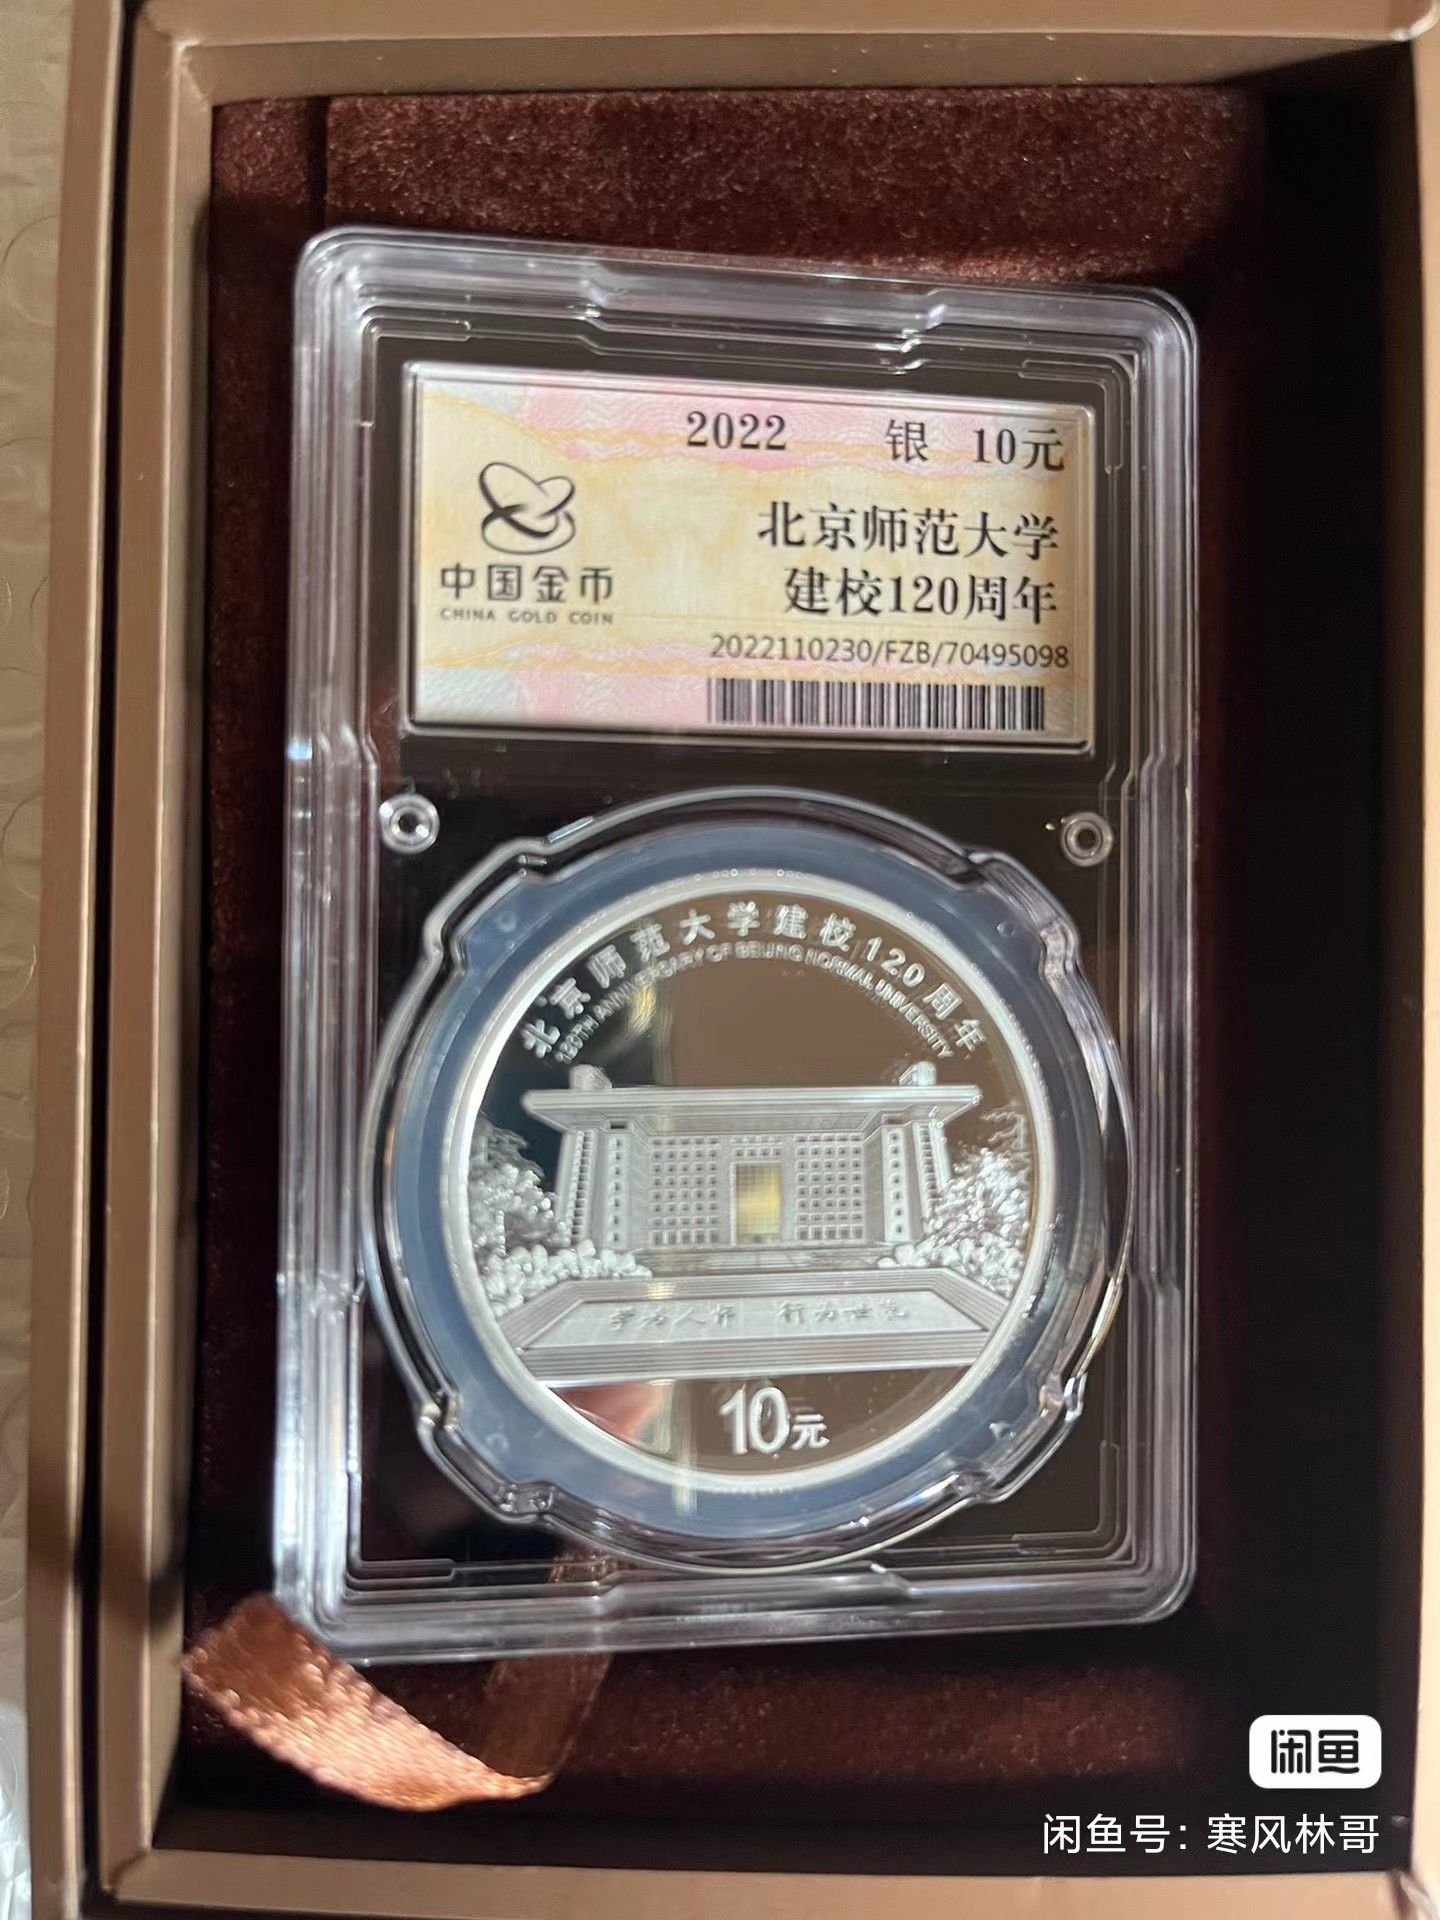 2022 银 10元
中国金币
CHINA GOLD COIN
北京师范大学
建校120周年
2022110230/FZB/70495098
北京师范大学建校120周年
120TH ANNIVERSARY OF BEIJING NORMAL UNIVERSITY
学为人师 行为世范
10元
闲鱼
闲鱼号：寒风林哥